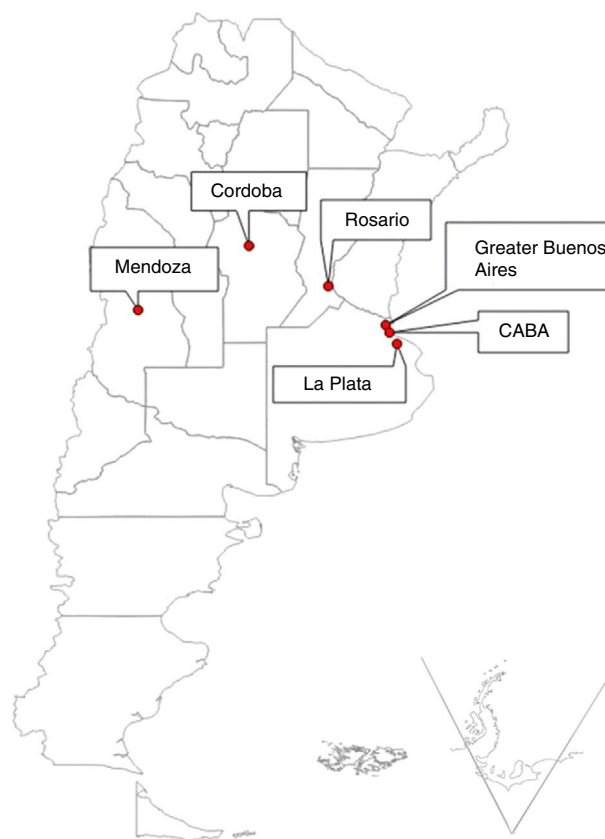 Cordoba
Rosario
Greater Buenos
Aires
Mendoza
CABA
La Plata